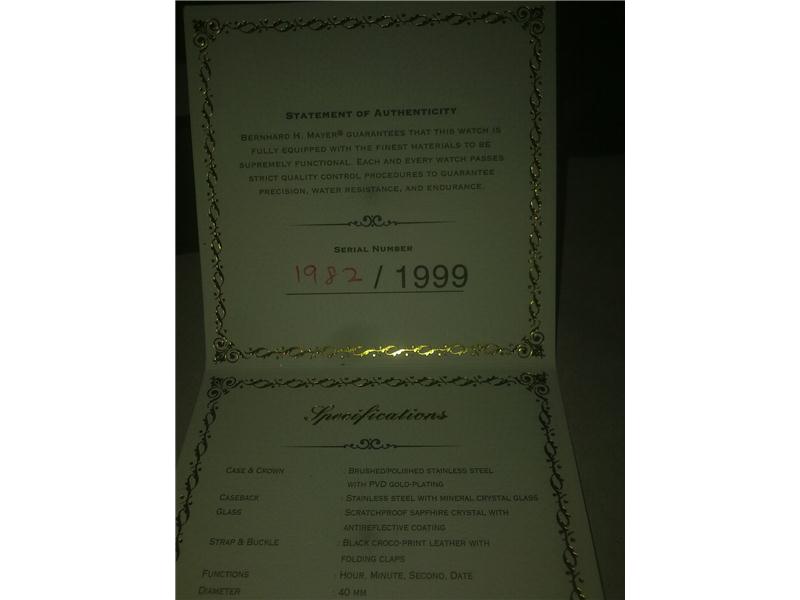 STATEMENT OF AUTHENTICITY
BERNHARD H. MAYER® GUARANTEES THAT THIS WATCH IS
FULLY EQUIPPED WITH THE FINEST MATERIALS TO BE
SUPREMELY FUNCTIONAL. EACH AND EVERY WATCH PASSES
STRICT QUALITY CONTROL PROCEDURES TO GUARANTEE
PRECISION, WATER RESISTANCE, AND ENDURANCE.
SERIAL NUMBER
1982 / 1999
Specifications
CASE & CROWN : BRUSHED/POLISHED STAINLESS STEEL
WITH PVD GOLD-PLATING
CASEBACK : STAINLESS STEEL WITH MINERAL CRYSTAL GLASS
GLASS : SCRATCHPROOF SAPPHIRE CRYSTAL WITH
ANTIREFLECTIVE COATING
STRAP & BUCKLE : BLACK CROCO-PRINT LEATHER WITH
FOLDING CLAPS
FUNCTIONS : HOUR, MINUTE, SECOND, DATE
DIAMETER : 40 MM